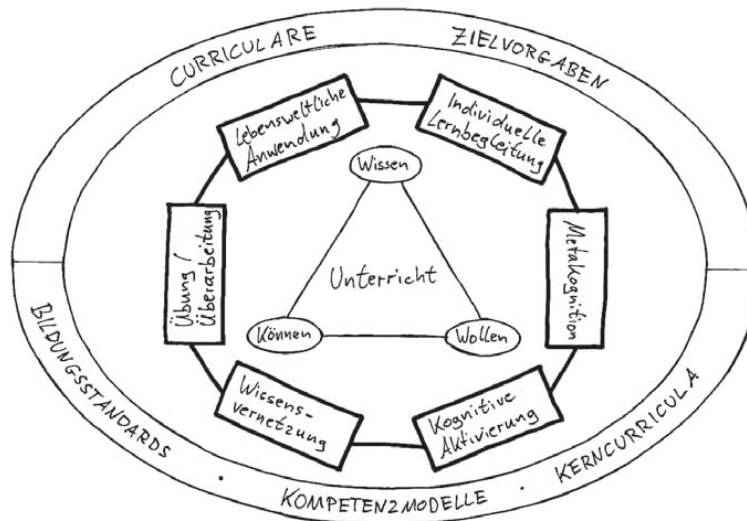 CURRICULARE ZIELVORGABEN
Lebensweltliche
Anwendung
Individuelle
Lernbegleitung
Wissen
Übung/
Überarbeitung
Metakognition
Unterricht
Können
Wollen
Wissens-
vernetzung
Kognitive
Aktivierung
BILDUNGSSTANDARDS · KOMPETENZMODELLE · KERNCURRICULA